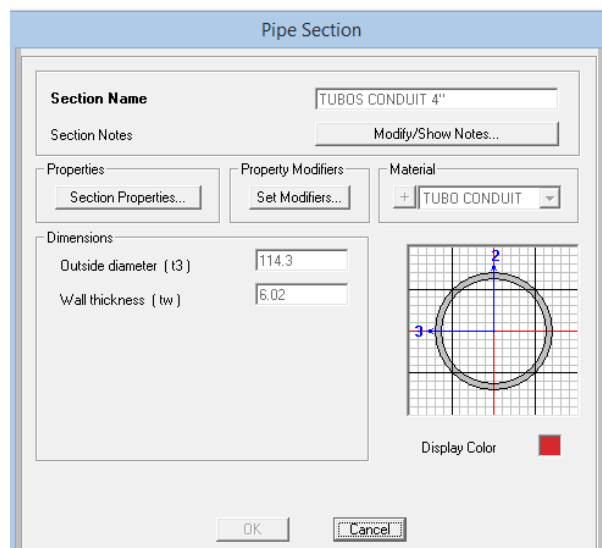 Pipe Section
Section Name TUBOS CONDUIT 4"
Section Notes Modify/Show Notes...
Properties Property Modifiers Material
Section Properties... Set Modifiers... + TUBO CONDUIT
Dimensions
Outside diameter ( t3 ) 114.3
Wall thickness ( tw ) 6.02
2
3
Display Color
OK Cancel